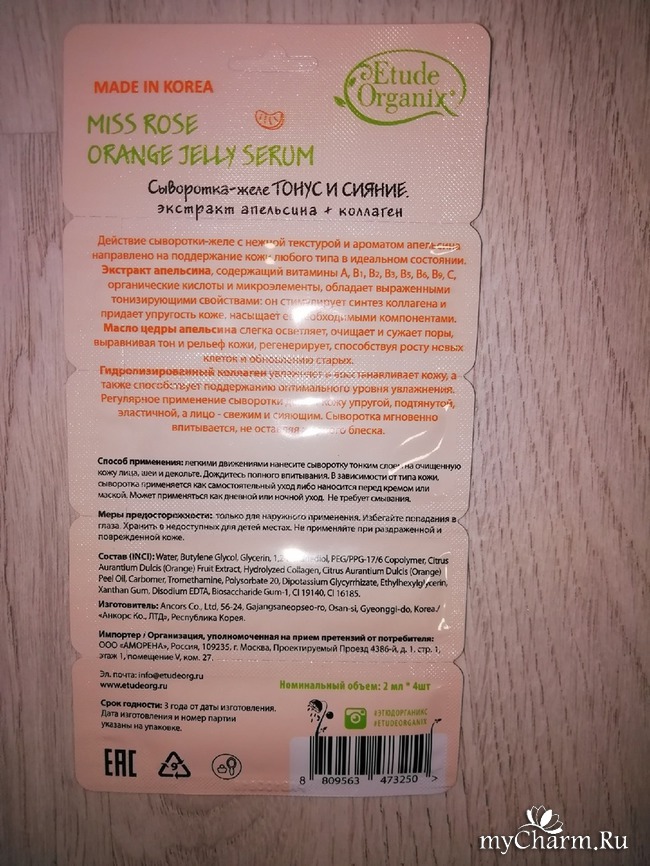 MADE IN KOREA
Etude
Organix
MISS ROSE
ORANGE JELLY SERUM
Сыворотка-желе ТОНУС И СИЯНИЕ.
экстракт апельсина + коллаген
Действие сыворотки-желе с нежной текстурой и ароматом апельсина
направлено на поддержание кожи любого типа в идеальном состоянии.
Экстракт апельсина, содержащий витамины A, B1, B2, B3, B5, B6, B9, C,
органические кислоты и микроэлементы, обладает выраженными
тонизирующими свойствами: он стимулирует синтез коллагена и
придает упругость коже, насыщает необходимыми компонентами.
Масло цедры апельсина слегка осветляет, очищает и сужает поры,
выравнивая тон и рельеф кожи, регенерирует, способствуя росту новых
клеток и обновлению старых.
Гидролизированный коллаген увлажняет и восстанавливает кожу, а
также способствует поддержанию оптимального уровня увлажнения.
Регулярное применение сыворотки кожу упругой, подтянутой,
эластичной, а лицо - свежим и сияющим. Сыворотка мгновенно
впитывается, не оставляя блеска.
Способ применения: легкими движениями нанесите сыворотку тонким слоем на очищенную
кожу лица, шеи и декольте. Дождитесь полного впитывания. В зависимости от типа кожи,
сыворотка применяется как самостоятельный уход либо наносится перед кремом или
маской. Может применяться как дневной или ночной уход. Не требует смывания.
Меры предосторожности: только для наружного применения. Избегайте попадания в
глаза. Хранить в недоступных для детей местах. Не применяйте при раздраженной и
поврежденной коже.
Состав (INCI): Water, Butylene Glycol, Glycerin, PEG/PPG-17/6 Copolymer, Citrus
Aurantium Dulcis (Orange) Fruit Extract, Hydrolyzed Collagen, Citrus Aurantium Dulcis (Orange)
Peel Oil, Carbomer, Tromethamine, Polysorbate 20, Dipotassium Glycyrrhizate, Ethylhexylglycerin,
Xanthan Gum, Disodium EDTA, Biosaccharide Gum-1, CI 19140, CI 16185.
Изготовитель: Ancors Co., Ltd, 56-24, Gajangsaneopseo-ro, Osan-si, Gyeonggi-do, Korea /
«Анкорс Ко., ЛТД», Республика Корея.
Импортер / Организация, уполномоченная на прием претензий от потребителя:
ООО «АМОРЕНА», Россия, 109235, г. Москва, Проектируемый Проезд 4386-й, д. 1, стр. 1,
этаж 1, помещение V, ком. 27.
Эл. почта: info@etudeorg.ru
www.etudeorg.ru
Номинальный объем: 2 мл * 4шт
Срок годности: 3 года от даты изготовления.
Дата изготовления и номер партии
указаны на упаковке.
#ЭТЮДОРГАНИКС
#ETUDEORGANIX
EAC
9
8 809563 473250 >
myCharm.Ru